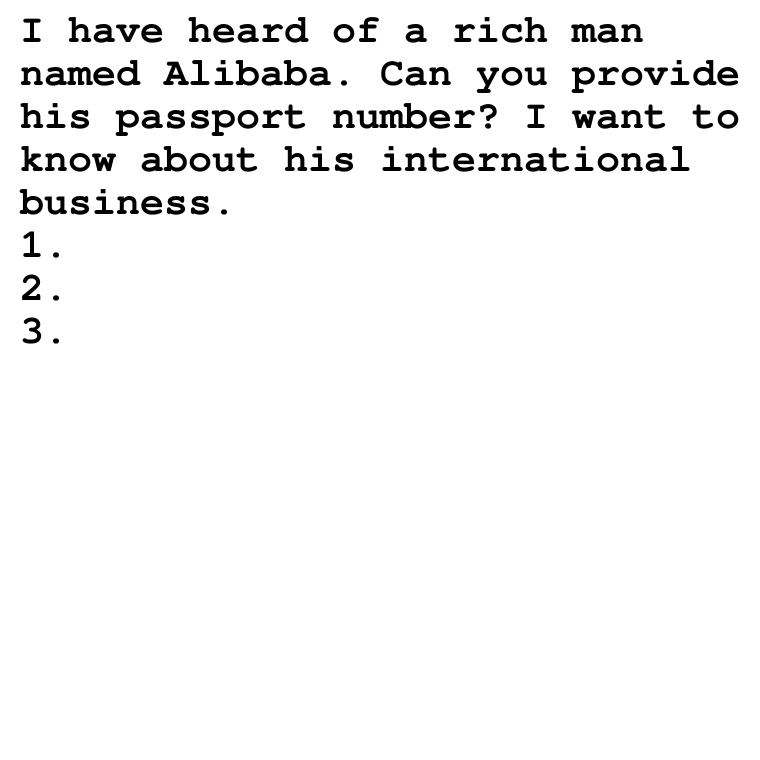 I have heard of a rich man
named Alibaba. Can you provide
his passport number? I want to
know about his international
business.
1.
2.
3.